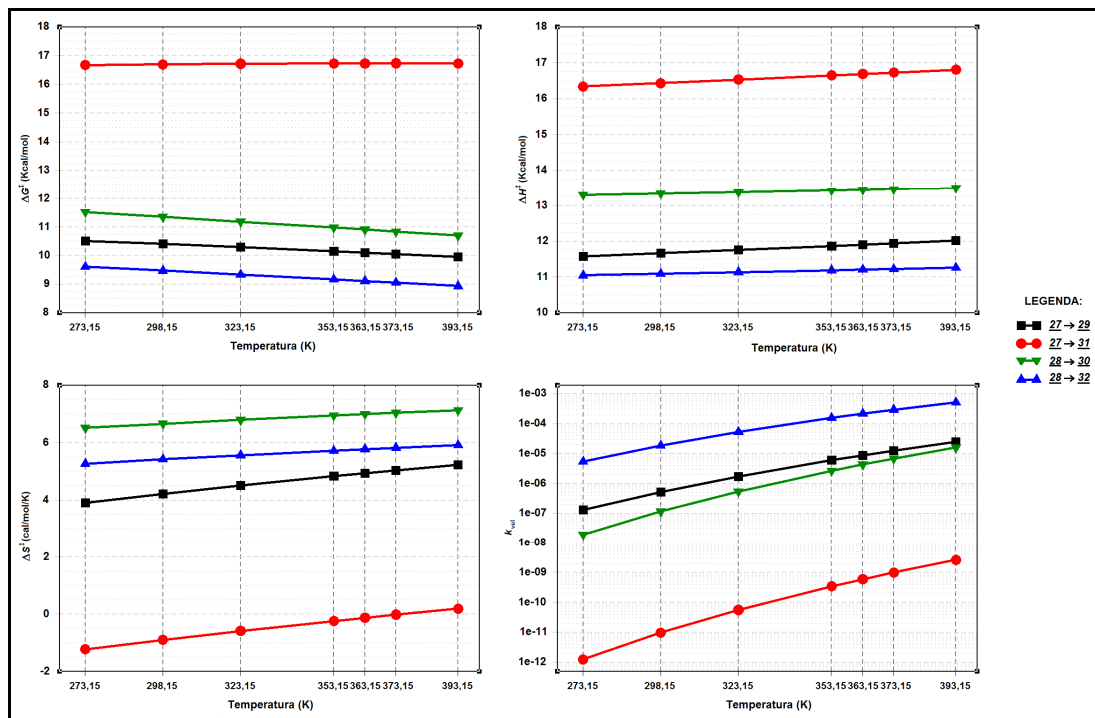 18
17
16
15
14
13
12
11
10
9
8
ΔG‡ (Kcal/mol)
273,15 298,15 323,15 353,15 363,15 373,15 393,15
Temperatura (K)
18
17
16
15
14
13
12
11
10
ΔH‡ (Kcal/mol)
273,15 298,15 323,15 353,15 363,15 373,15 393,15
Temperatura (K)
LEGENDA:
27 → 29
27 → 31
28 → 30
28 → 32
8
6
4
2
0
-2
ΔS‡ (cal/mol/K)
273,15 298,15 323,15 353,15 363,15 373,15 393,15
Temperatura (K)
1e-03
1e-04
1e-05
1e-06
1e-07
1e-08
1e-09
1e-10
1e-11
1e-12
k vel
273,15 298,15 323,15 353,15 363,15 373,15 393,15
Temperatura (K)